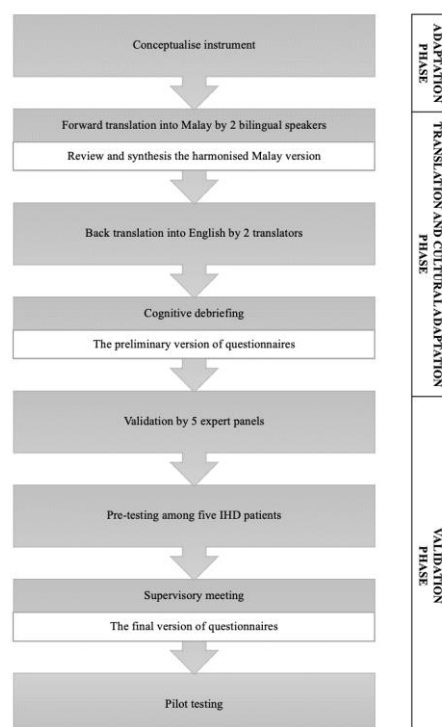 Conceptualise instrument
Forward translation into Malay by 2 bilingual speakers
Review and synthesis the harmonised Malay version
Back translation into English by 2 translators
Cognitive debriefing
The preliminary version of questionnaires
Validation by 5 expert panels
Pre-testing among five IHD patients
Supervisory meeting
The final version of questionnaires
Pilot testing
ADAPTATION
PHASE
TRANSLATION AND CULTURAL ADAPTATION
PHASE
VALIDATION
PHASE